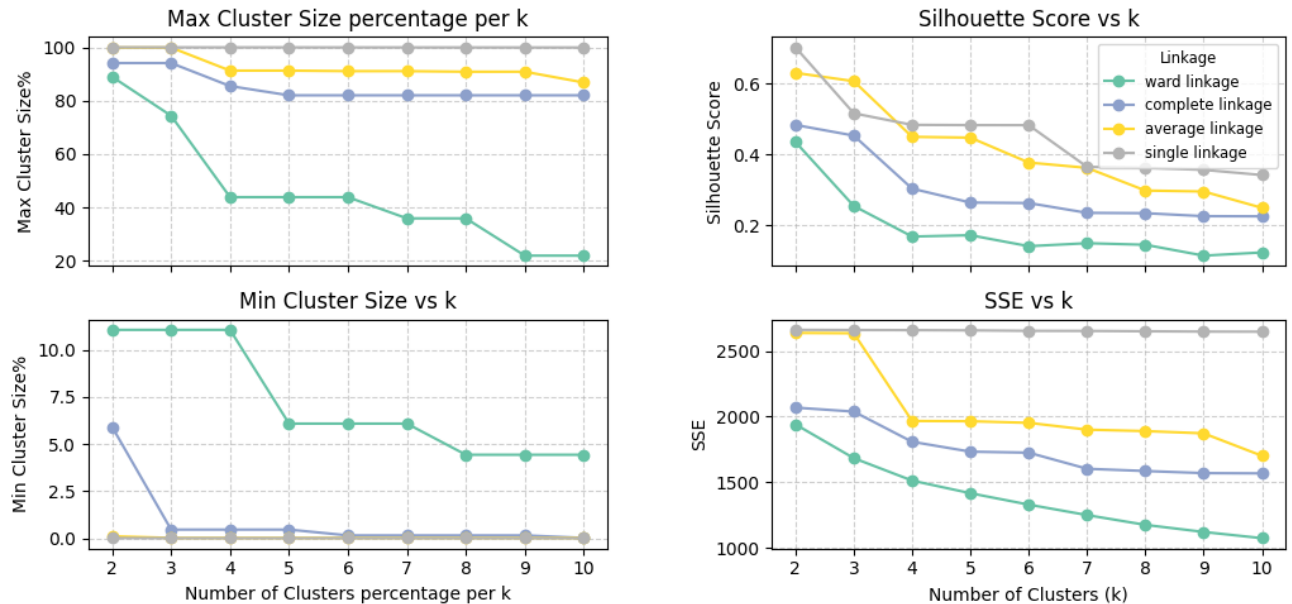 Max Cluster Size percentage per k
Max Cluster Size%
100
80
60
40
20
Silhouette Score vs k
Silhouette Score
0.6
0.4
0.2
Linkage
ward linkage
complete linkage
average linkage
single linkage
Min Cluster Size vs k
Min Cluster Size%
10.0
7.5
5.0
2.5
0.0
2 3 4 5 6 7 8 9 10
Number of Clusters percentage per k
SSE vs k
SSE
2500
2000
1500
1000
2 3 4 5 6 7 8 9 10
Number of Clusters (k)